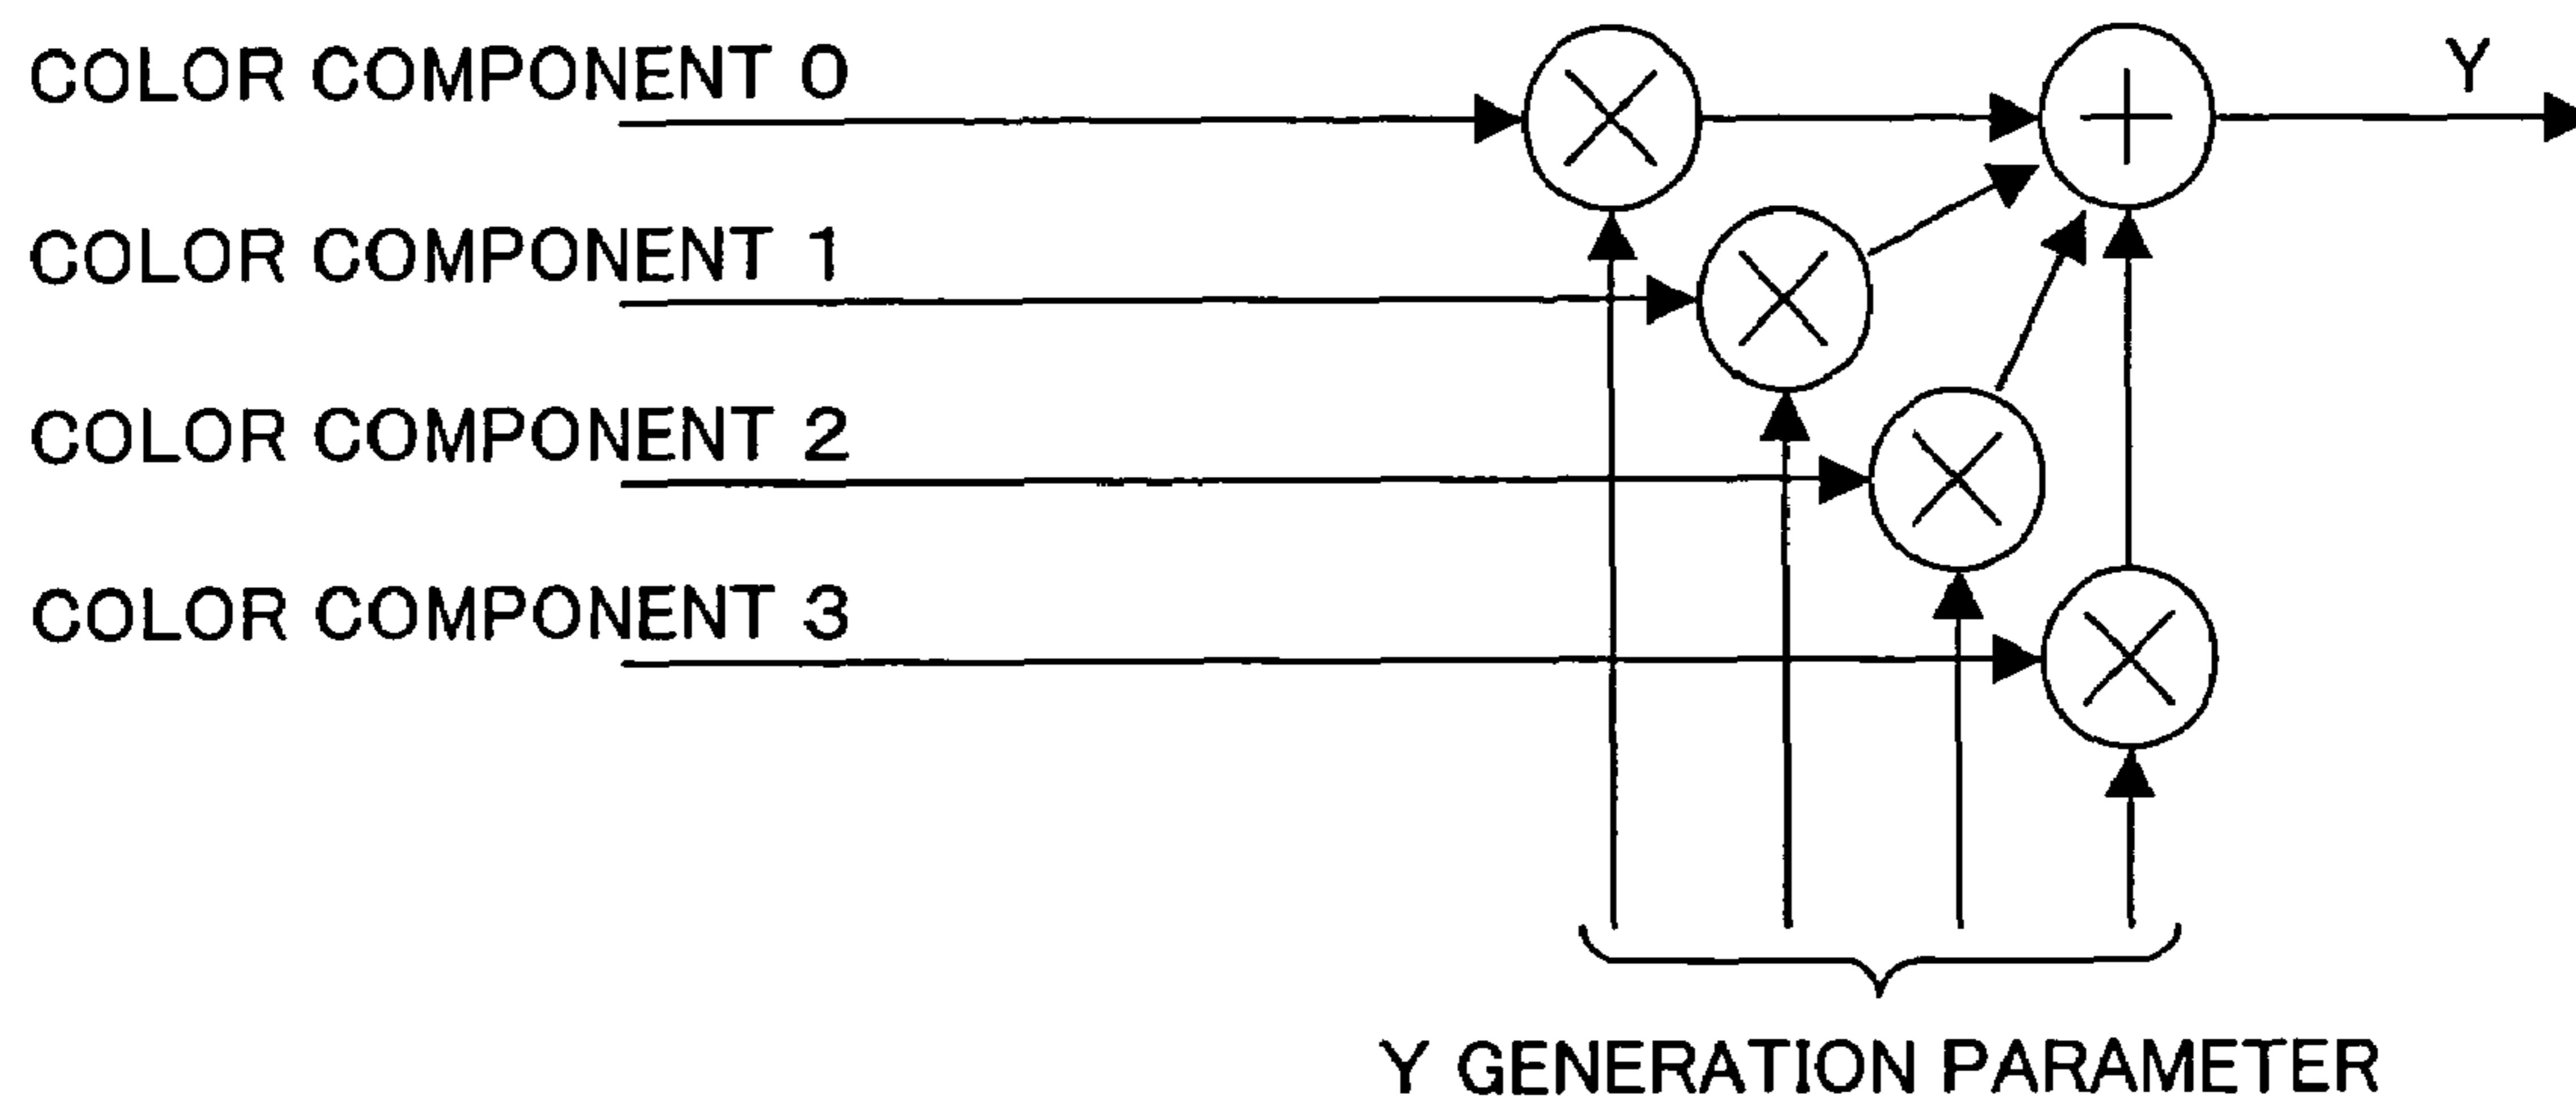 COLOR COMPONENT 0
Y
COLOR COMPONENT 1
COLOR COMPONENT 2
COLOR COMPONENT 3
Y GENERATION PARAMETER